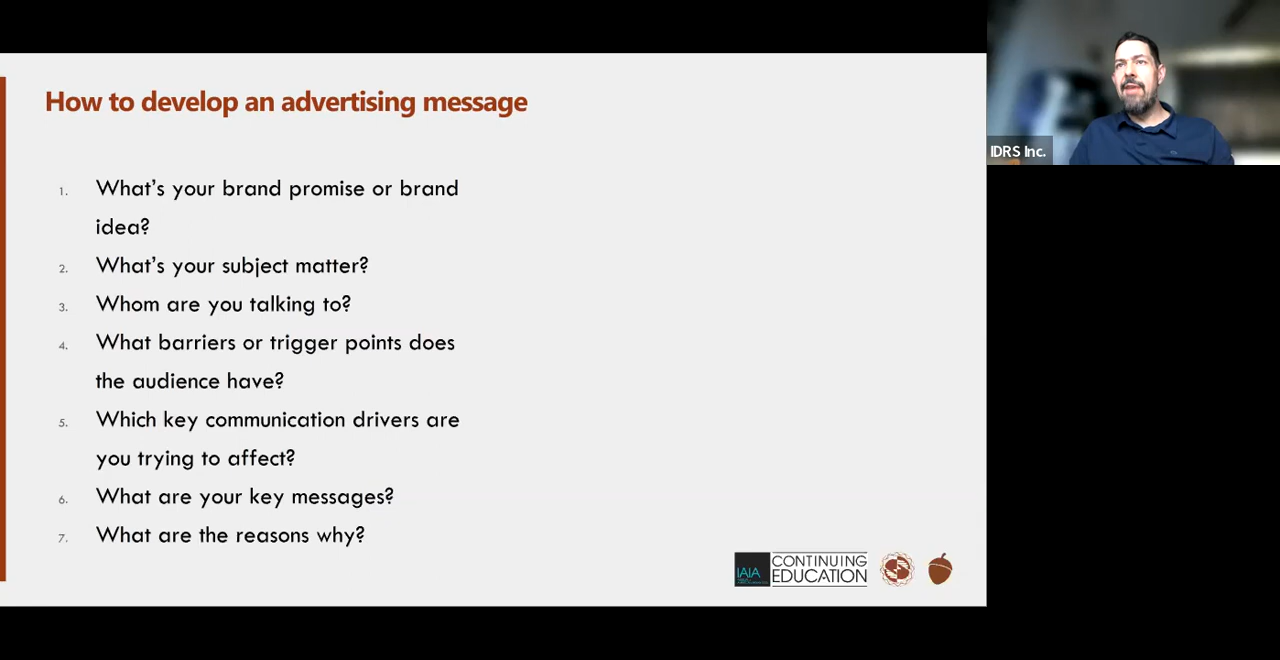 How to develop an advertising message
1. What's your brand promise or brand
idea?
2. What's your subject matter?
3. Whom are you talking to?
4. What barriers or trigger points does
the audience have?
5. Which key communication drivers are
you trying to affect?
6. What are your key messages?
7. What are the reasons why?
IAIA
CONTINUING
EDUCATION
IDRS Inc.